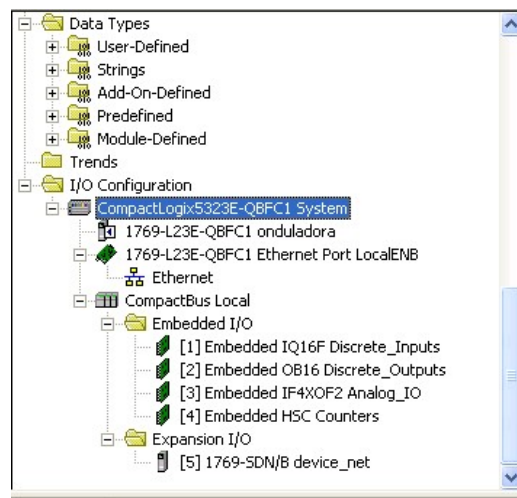 Data Types
User-Defined
Strings
Add-On-Defined
Predefined
Module-Defined
Trends
I/O Configuration
CompactLogix5323E-QBFC1 System
1769-L23E-QBFC1 onduladora
1769-L23E-QBFC1 Ethernet Port LocalENB
Ethernet
CompactBus Local
Embedded I/O
[1] Embedded IQ16F Discrete_Inputs
[2] Embedded OB16 Discrete_Outputs
[3] Embedded IF4XOF2 Analog_IO
[4] Embedded HSC Counters
Expansion I/O
[5] 1769-SDN/B device_net